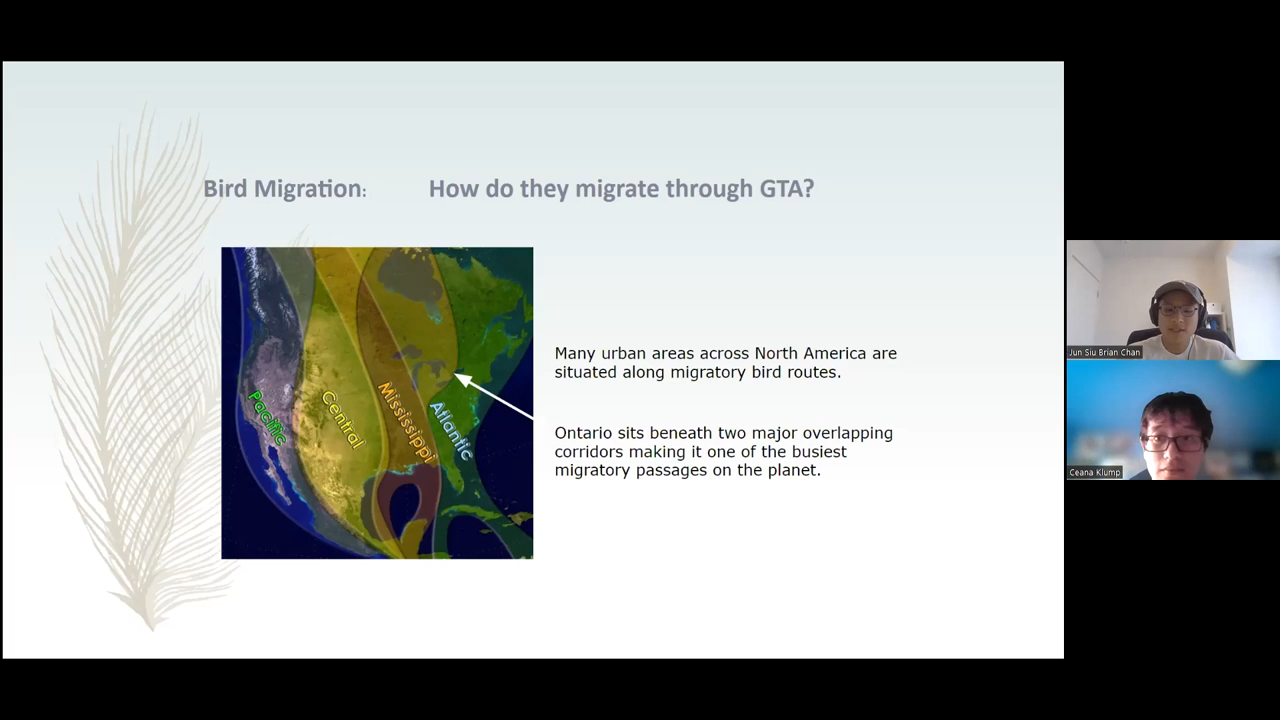 Bird Migration: How do they migrate through GTA?
Pacific
Central
Mississippi
Atlantic
Many urban areas across North America are
situated along migratory bird routes.
Ontario sits beneath two major overlapping
corridors making it one of the busiest
migratory passages on the planet.
Jun Siu Brian Chan
Ceana Klump